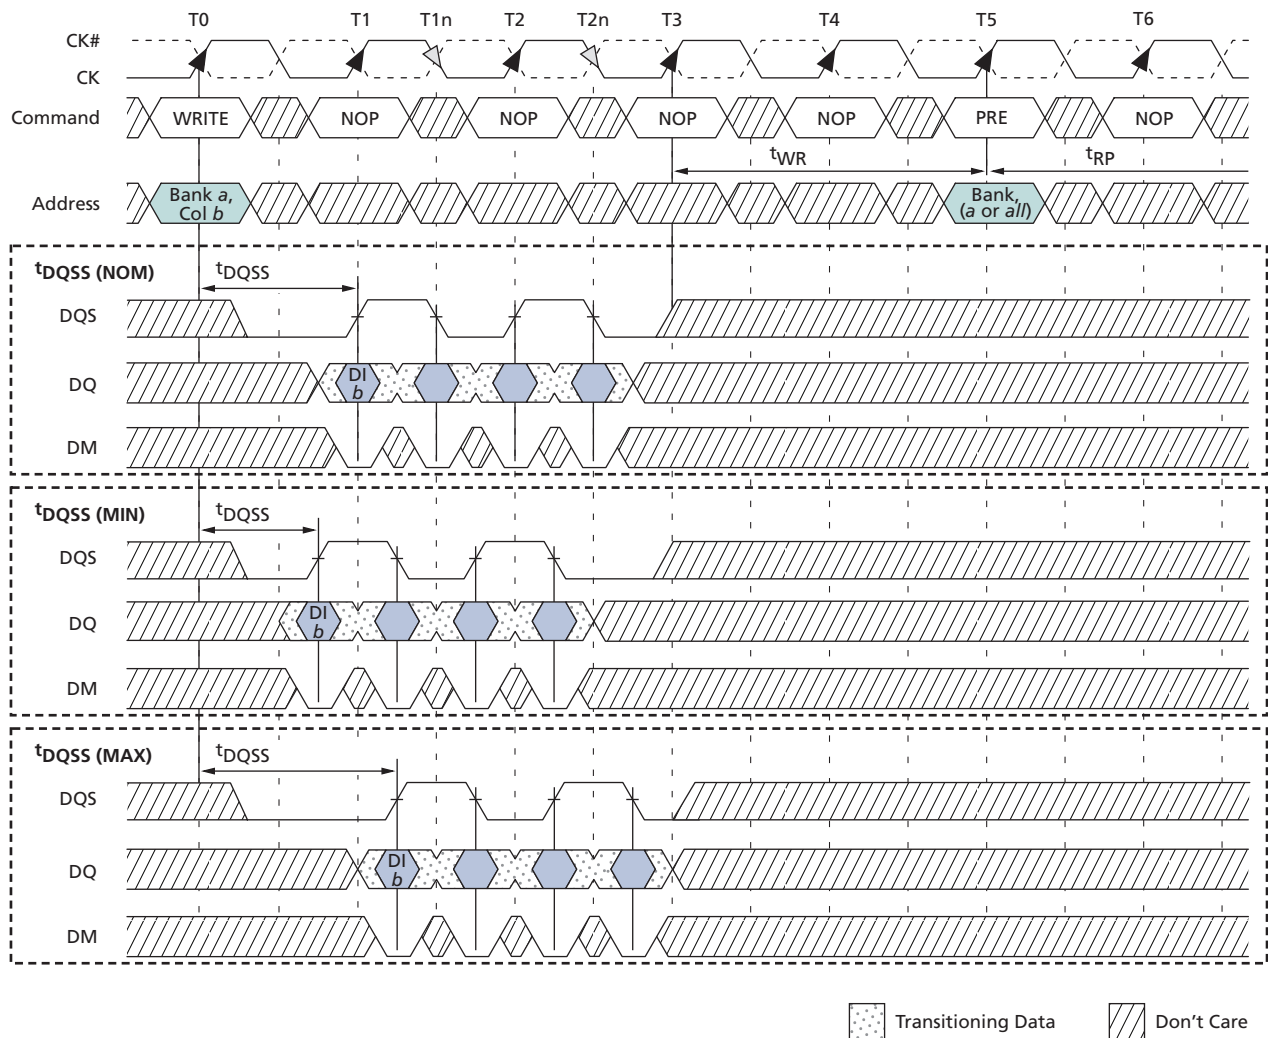 T0 T1 T1n T2 T2n T3 T4 T5 T6
CK#
CK
Command WRITE NOP NOP NOP NOP PRE NOP
tWR tRP
Address Bank a, Col b Bank, (a or all)
tDQSS (NOM) tDQSS
DQS
DQ DI b
DM
tDQSS (MIN) tDQSS
DQS
DQ DI b
DM
tDQSS (MAX) tDQSS
DQS
DQ DI b
DM
Transitioning Data Don't Care